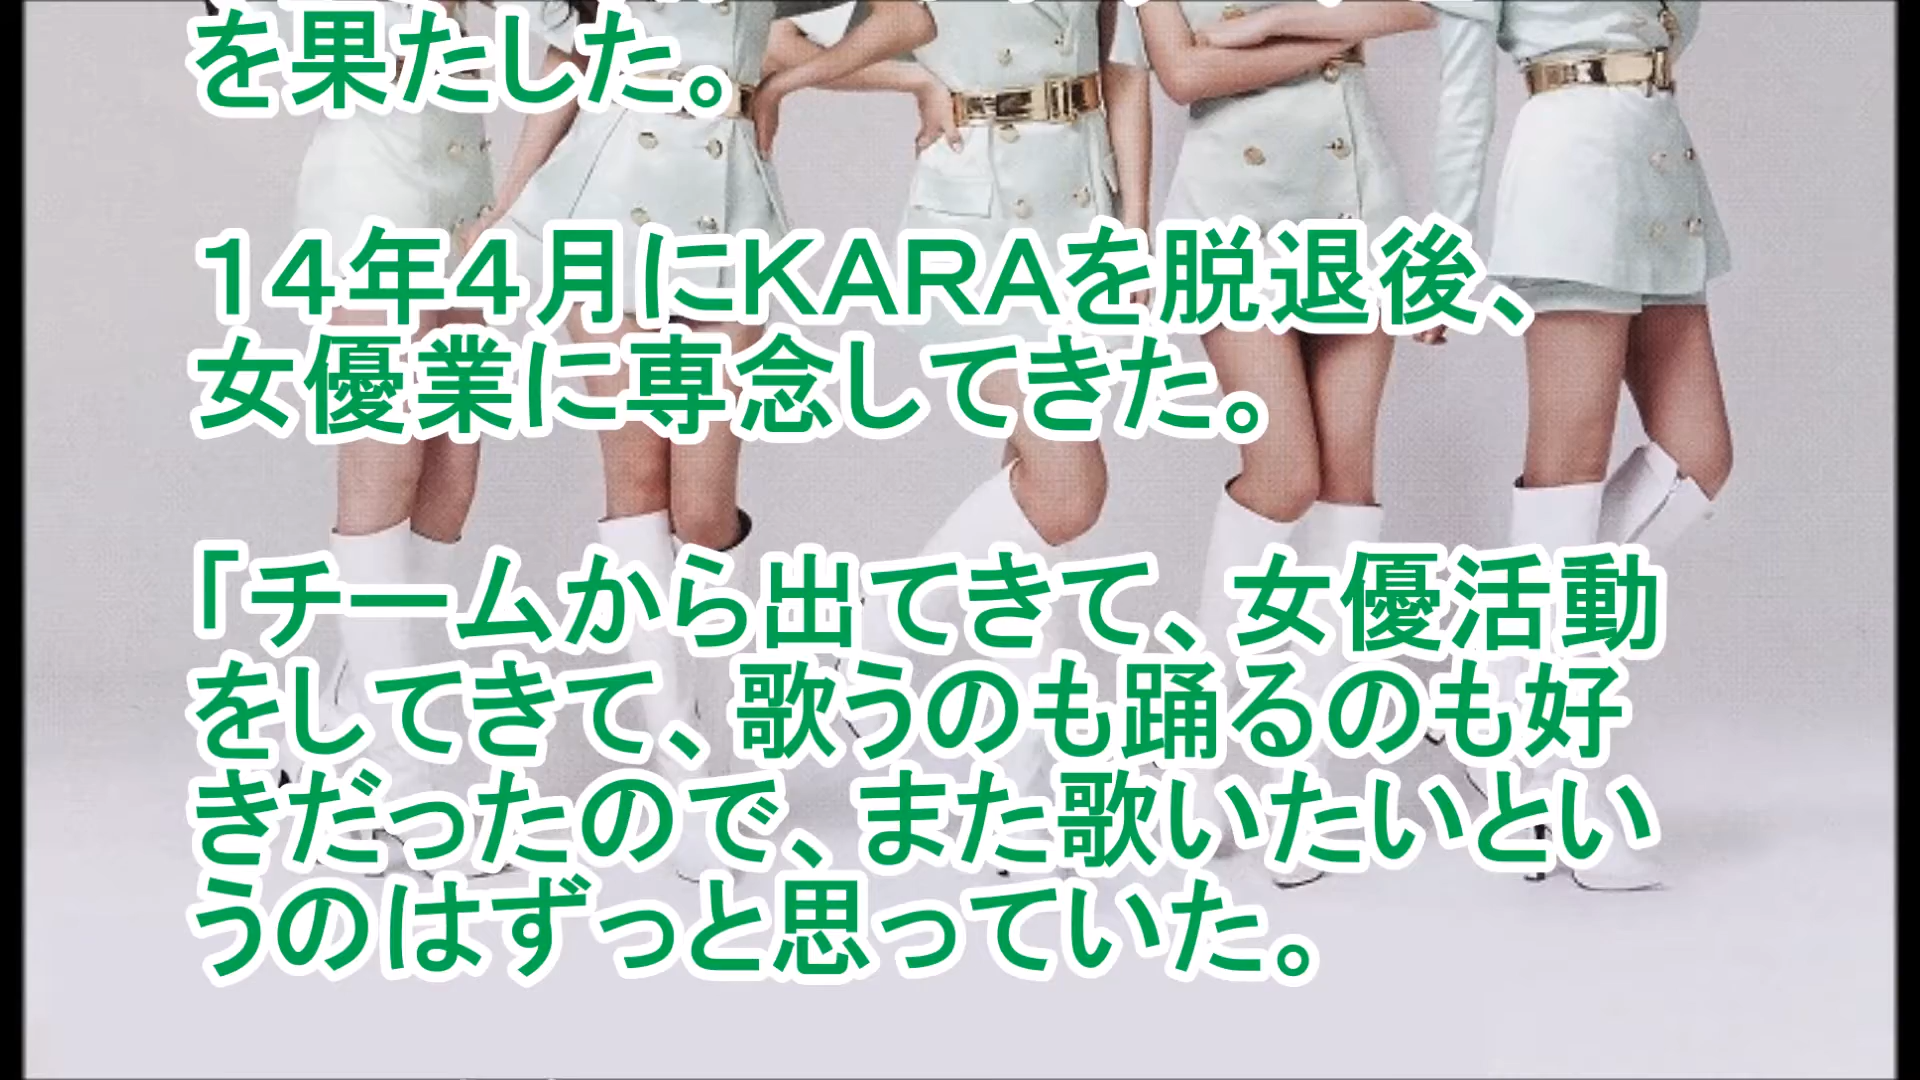 を果たした。
１４年４月にKARAを脱退後、
女優業に専念してきた。
「チームから出てきて、女優活動
をしてきて、歌うのも踊るのも好
きだったので、また歌いたいとい
うのはずっと思っていた。